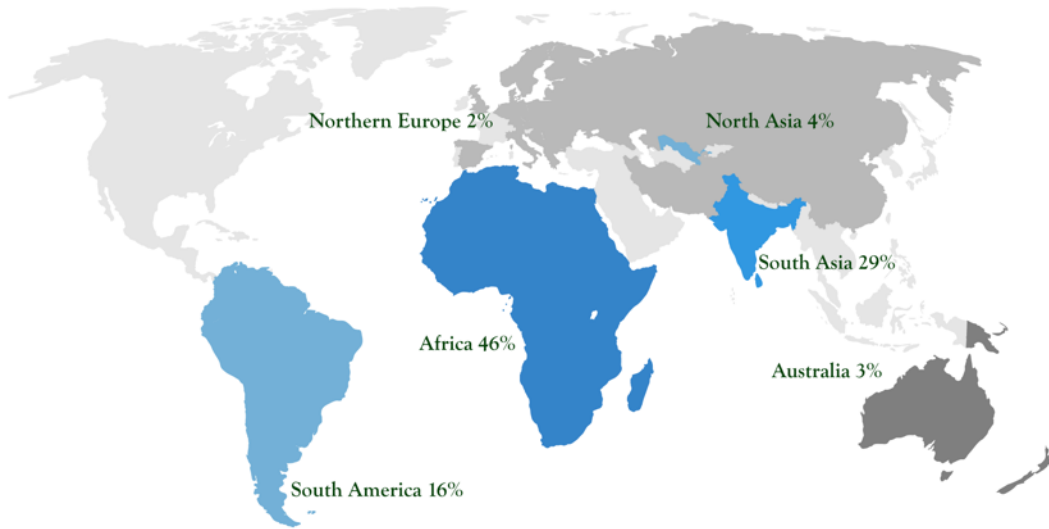 Northern Europe 2%
North Asia 4%
South Asia 29%
Africa 46%
Australia 3%
South America 16%